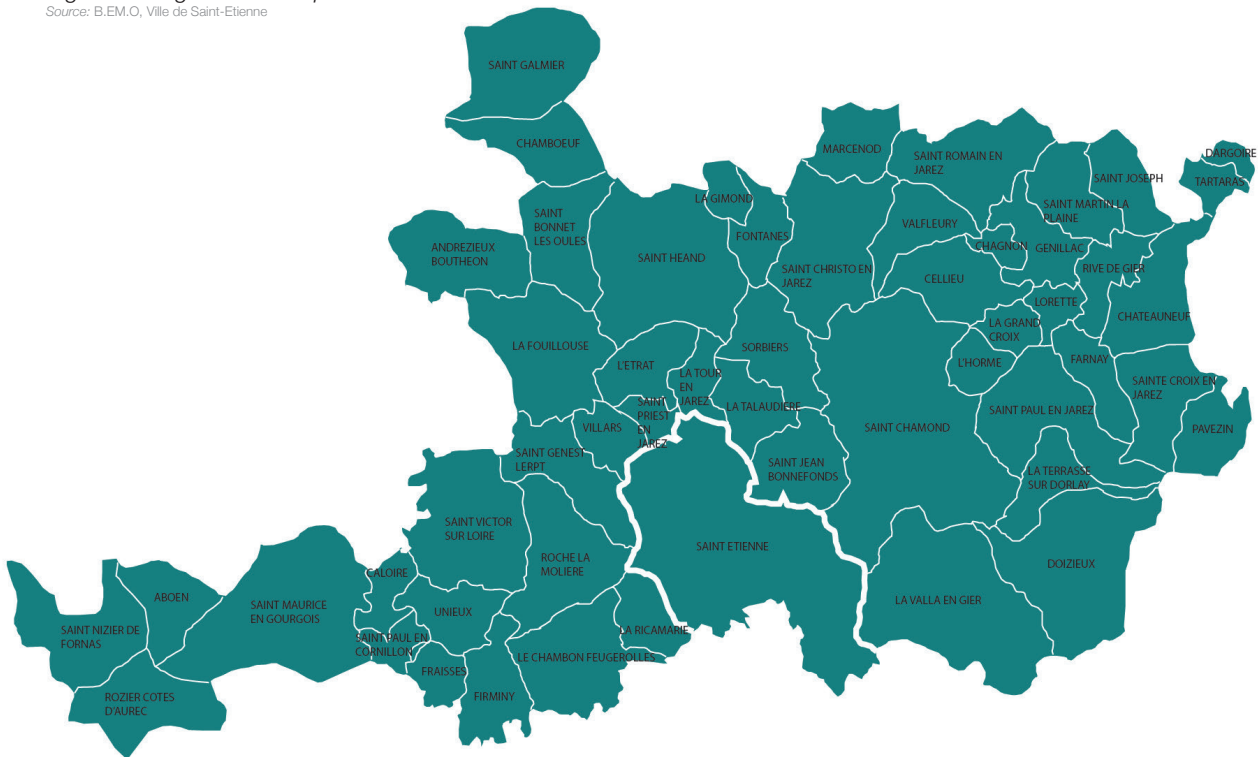 Source: B.EM.O, Ville de Saint-Etienne
SAINT GALMIER
CHAMBOEUF
MARCENOD
SAINT ROMAIN EN
JAREZ
DARGOIRE
TARTARAS
SAINT JOSEPH
SAINT MARTIN LA
PLAINE
LA GIMOND
SAINT
BONNET
LES OULES
ANDREZIEUX
BOUTHEON
FONTANES
VALFLEURY
CHAGNON
GENILLAC
SAINT HEAND
SAINT CHRISTO EN
JAREZ
CELLIEU
RIVE DE GIER
LORETTE
CHATEAUNEUF
LA GRAND
CROIX
LA FOUILLOUSE
SORBIERS
L'ETRAT
LA TOUR
EN
JAREZ
L'HORME
FARNAY
SAINTE CROIX EN
JAREZ
SAINT
PRIEST
EN
JAREZ
LA TALAUDIERE
SAINT PAUL EN JAREZ
VILLARS
SAINT CHAMOND
PAVEZIN
SAINT GENEST
LERPT
SAINT JEAN
BONNEFONDS
LA TERRASSE
SUR DORLAY
SAINT VICTOR
SUR LOIRE
ROCHE LA
MOLIERE
SAINT ETIENNE
DOIZIEUX
CALOIRE
ABOEN
SAINT MAURICE
EN GOURGOIS
UNIEUX
LA VALLA EN GIER
SAINT NIZIER DE
FORNAS
SAINT PAUL EN
CORNILLON
LA RICAMARIE
LE CHAMBON FEUGEROLLES
FRAISSES
ROZIER COTES
D'AUREC
FIRMINY